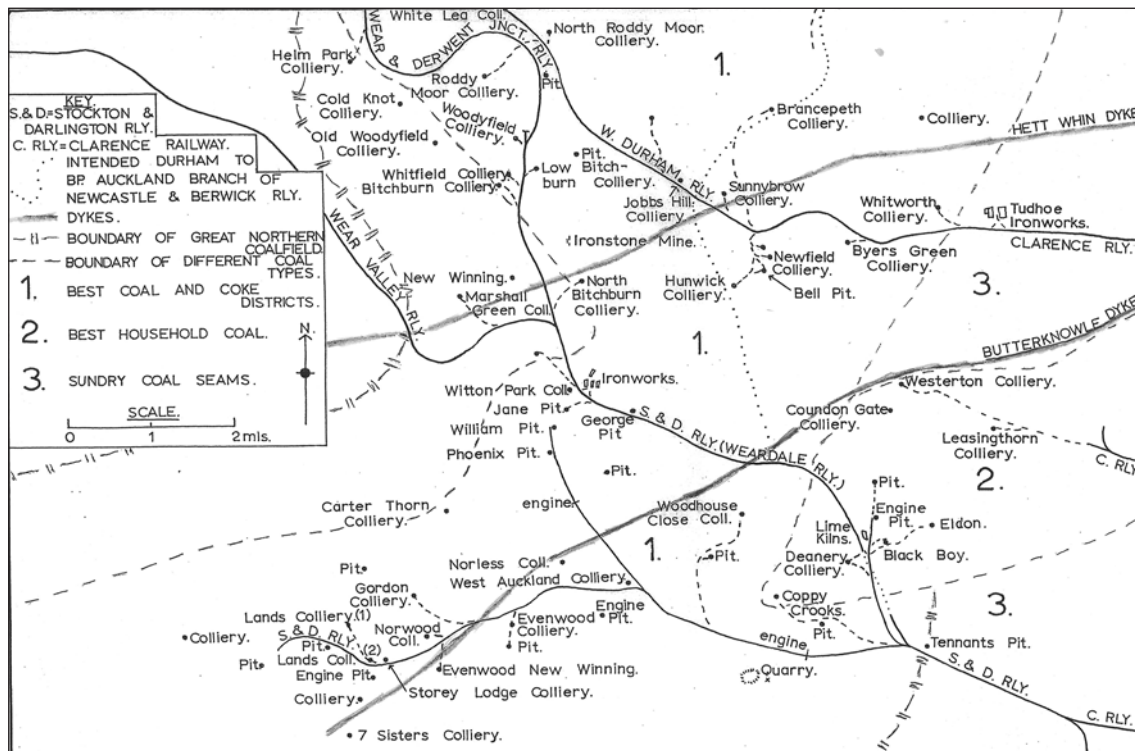 White Lea Coll.
WEAR & DERWENT JNCT. RLY.
North Roddy Moor
Colliery.
Helm Park
Colliery.
Roddy
Moor Colliery.
Pit.
1.
Cold Knot
Colliery.
Woodyfield
Colliery.
Brancepeth
Colliery.
Colliery.
HETT WHIN DYKE
Old Woodyfield
Colliery.
W. DURHAM RLY.
Pit.
Low Bitch-
burn Colliery.
Whitfield Colliery
Bitchburn Colliery.
Jobbs Hill
Colliery
Sunnybrow
Colliery.
Whitworth
Colliery.
Tudhoe
Ironworks.
CLARENCE RLY.
Ironstone Mine.
Byers Green
Colliery.
Newfield
Colliery.
Bell Pit.
Hunwick
Colliery.
3.
KEY.
S.& D.=STOCKTON &
DARLINGTON RLY.
C. RLY=CLARENCE RAILWAY.
INTENDED DURHAM TO
BP. AUCKLAND BRANCH OF
NEWCASTLE & BERWICK RLY.
DYKES.
BOUNDARY OF GREAT NORTHERN
COALFIELD.
BOUNDARY OF DIFFERENT COAL
TYPES.
1. BEST COAL AND COKE
DISTRICTS.
2. BEST HOUSEHOLD COAL.
N.
3. SUNDRY COAL SEAMS.
SCALE.
0 1 2 mls.
WEAR VALLEY RLY.
New Winning.
Marshall
Green Coll.
North
Bitchburn
Colliery.
1.
BUTTERKNOWLE DYKE
Witton Park Coll.
Ironworks.
Jane Pit.
William Pit.
George
Pit
S. & D. RLY. (WEARDALE RLY.)
Phoenix Pit.
Pit.
Westerton Colliery.
Coundon Gate
Colliery.
Leasingthorn
Colliery.
C. RLY
2.
Carter Thorn
Colliery.
engine
Woodhouse
Close Coll.
Pit.
Engine
Pit.
Lime
Kilns.
Eldon.
Black Boy.
Deanery
Colliery.
1.
Pit.
Norless Coll.
West Auckland Colliery
Pit.
Gordon
Colliery.
Coppy
Crooks.
Pit.
3.
Lands Colliery.(1)
S.& D. RLY.
Colliery.
Norwood
Coll.
Evenwood
Colliery.
Pit.
Engine
Pit.
engine
Tennants Pit.
Pit.
Pit.
Lands Coll.
(2)
Engine Pit.
Evenwood New Winning.
Quarry.
S.& D. RLY.
Storey Lodge Colliery.
Colliery.
C. RLY.
7 Sisters Colliery.